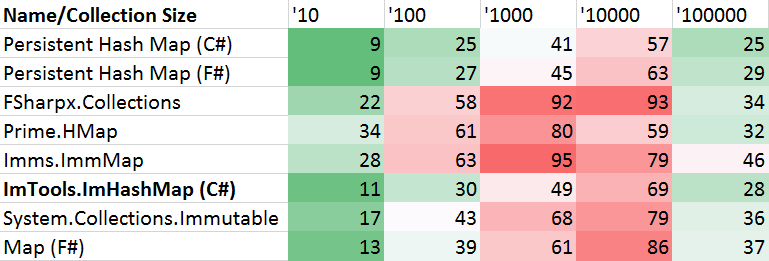 Name/Collection Size '10 '100 '1000 '10000 '100000
Persistent Hash Map (C#) 9 25 41 57 25
Persistent Hash Map (F#) 9 27 45 63 29
FSharpx.Collections 22 58 92 93 34
Prime.HMap 34 61 80 59 32
Imms.ImmMap 28 63 95 79 46
ImTools.ImHashMap (C#) 11 30 49 69 28
System.Collections.Immutable 17 43 68 79 36
Map (F#) 13 39 61 86 37